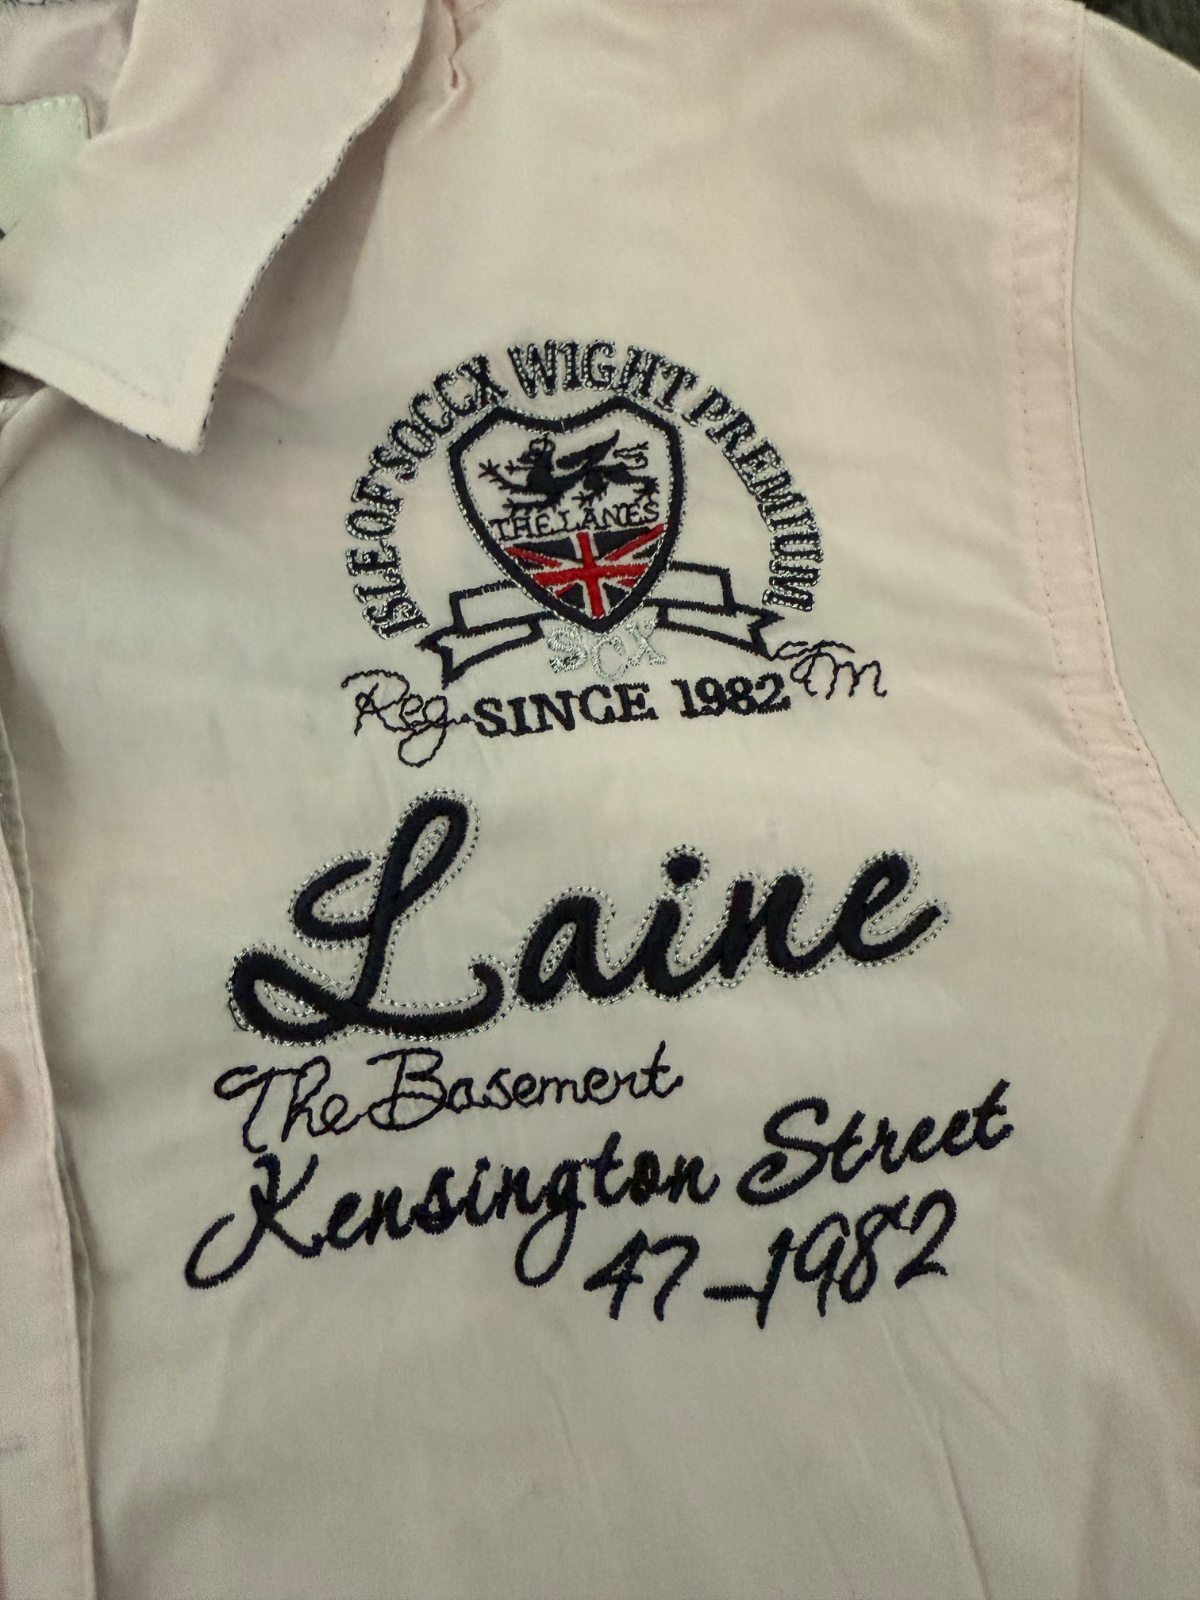 ISLE OF SOCCX WIGHT PREMIUM
THE LANES
SCX
Reg. SINCE 1982 TM
Laine
The Basement
Kensington Street
47-1982